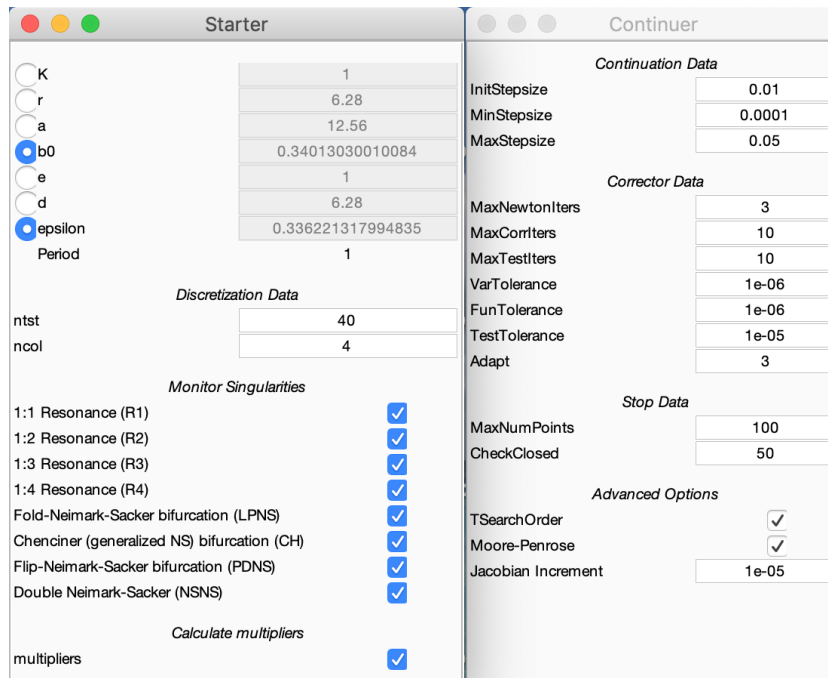 Starter
K 1
r 6.28
a 12.56
b0 0.34013030010084
e 1
d 6.28
epsilon 0.336221317994835
Period 1
Discretization Data
ntst 40
ncol 4
Monitor Singularities
1:1 Resonance (R1)
1:2 Resonance (R2)
1:3 Resonance (R3)
1:4 Resonance (R4)
Fold-Neimark-Sacker bifurcation (LPNS)
Chenciner (generalized NS) bifurcation (CH)
Flip-Neimark-Sacker bifurcation (PDNS)
Double Neimark-Sacker (NSNS)
Calculate multipliers
multipliers
Continuer
Continuation Data
InitStepsize 0.01
MinStepsize 0.0001
MaxStepsize 0.05
Corrector Data
MaxNewtonIters 3
MaxCorrIters 10
MaxTestIters 10
VarTolerance 1e-06
FunTolerance 1e-06
TestTolerance 1e-05
Adapt 3
Stop Data
MaxNumPoints 100
CheckClosed 50
Advanced Options
TSearchOrder
Moore-Penrose
Jacobian Increment 1e-05